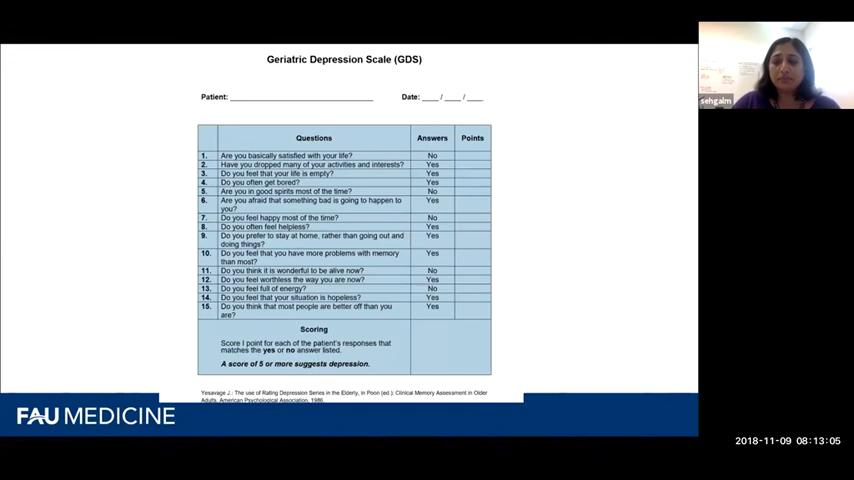 Geriatric Depression Scale (GDS)
Patient: ________________________________ Date: ____ / ____ / ____
Questions Answers Points
1. Are you basically satisfied with your life? No
2. Have you dropped many of your activities and interests? Yes
3. Do you feel that your life is empty? Yes
4. Do you often get bored? Yes
5. Are you in good spirits most of the time? No
6. Are you afraid that something bad is going to happen to Yes
you?
7. Do you feel happy most of the time? No
8. Do you often feel helpless? Yes
9. Do you prefer to stay at home, rather than going out and Yes
doing things?
10. Do you feel that you have more problems with memory Yes
than most?
11. Do you think it is wonderful to be alive now? No
12. Do you feel worthless the way you are now? Yes
13. Do you feel full of energy? No
14. Do you feel that your situation is hopeless? Yes
15. Do you think that most people are better off than you Yes
are?
Scoring
Score I point for each of the patient's responses that
matches the yes or no answer listed.
A score of 5 or more suggests depression.
Yesavage J.: The use of Rating Depression Series in the Elderly, in Poon (ed.): Clinical Memory Assessment in Older
Adults, American Psychological Association, 1986.
FAU MEDICINE
sehgalm
2018-11-09 08:13:05